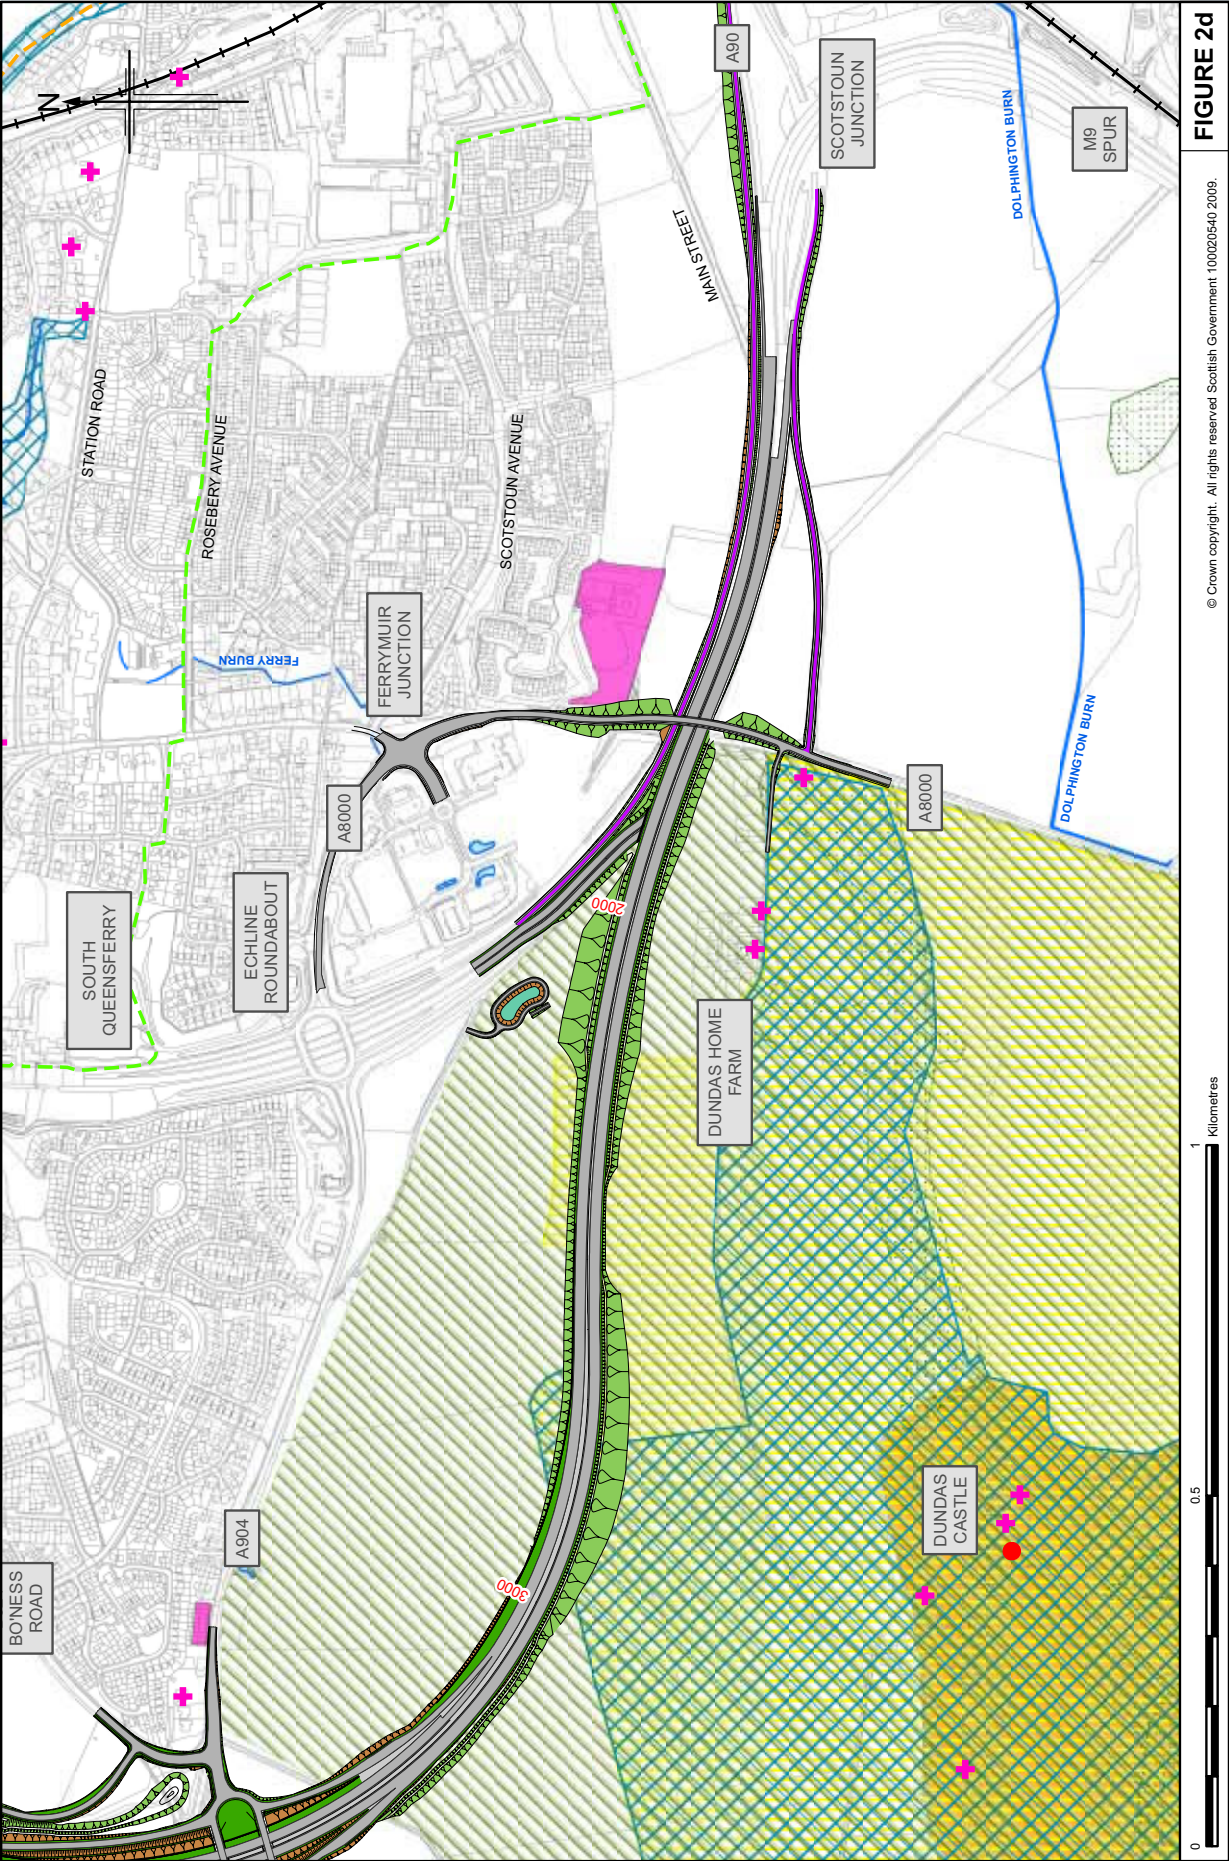 N
BO'NESS
ROAD
A904
SOUTH
QUEENSFERRY
ECHLINE
ROUNDABOUT
A8000
FERRYMUIR
JUNCTION
FERRY BURN
STATION ROAD
ROSEBERY AVENUE
SCOTSTOUN AVENUE
MAIN STREET
A90
SCOTSTOUN
JUNCTION
M9
SPUR
DOLPHINGTON BURN
DOLPHINGTON BURN
A8000
2000
3000
DUNDAS HOME
FARM
DUNDAS
CASTLE
0
0.5
1
Kilometres
© Crown copyright. All rights reserved Scottish Government 100020540 2009.
FIGURE 2d